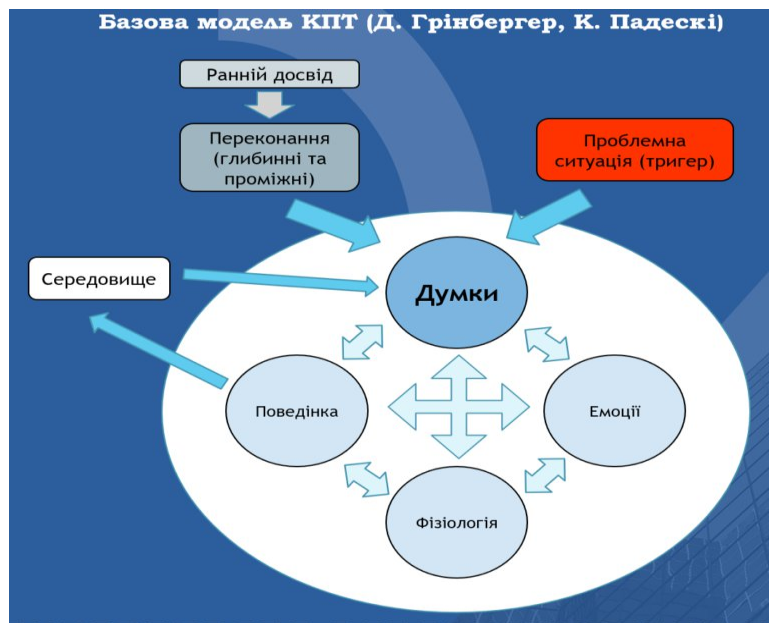 Базова модель КПТ (Д. Грінбергер, К. Падескі)
Ранній досвід
Переконання
(глибинні та
проміжні)
Проблемна
ситуація (тригер)
Середовище
Думки
Поведінка
Емоції
Фізіологія